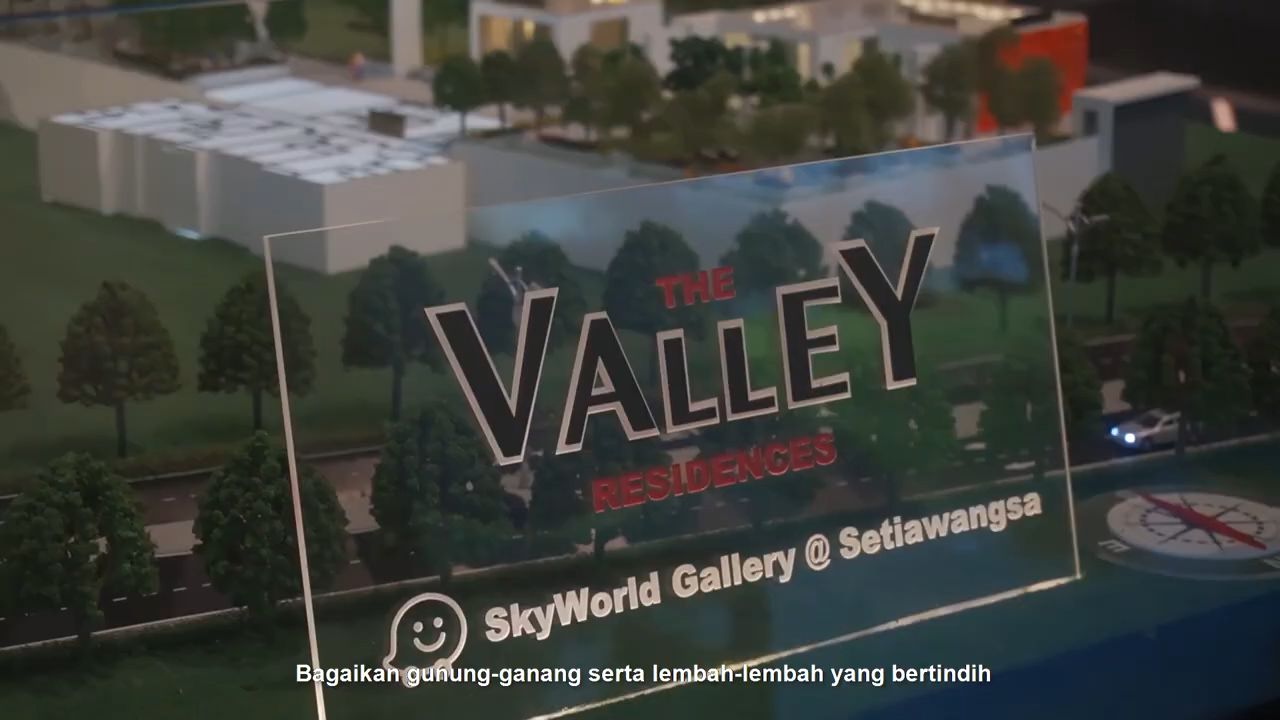 THE
VALLEY
RESIDENCES
SkyWorld Gallery @ Setiawangsa
E
Bagaikan gunung-ganang serta lembah-lembah yang bertindih